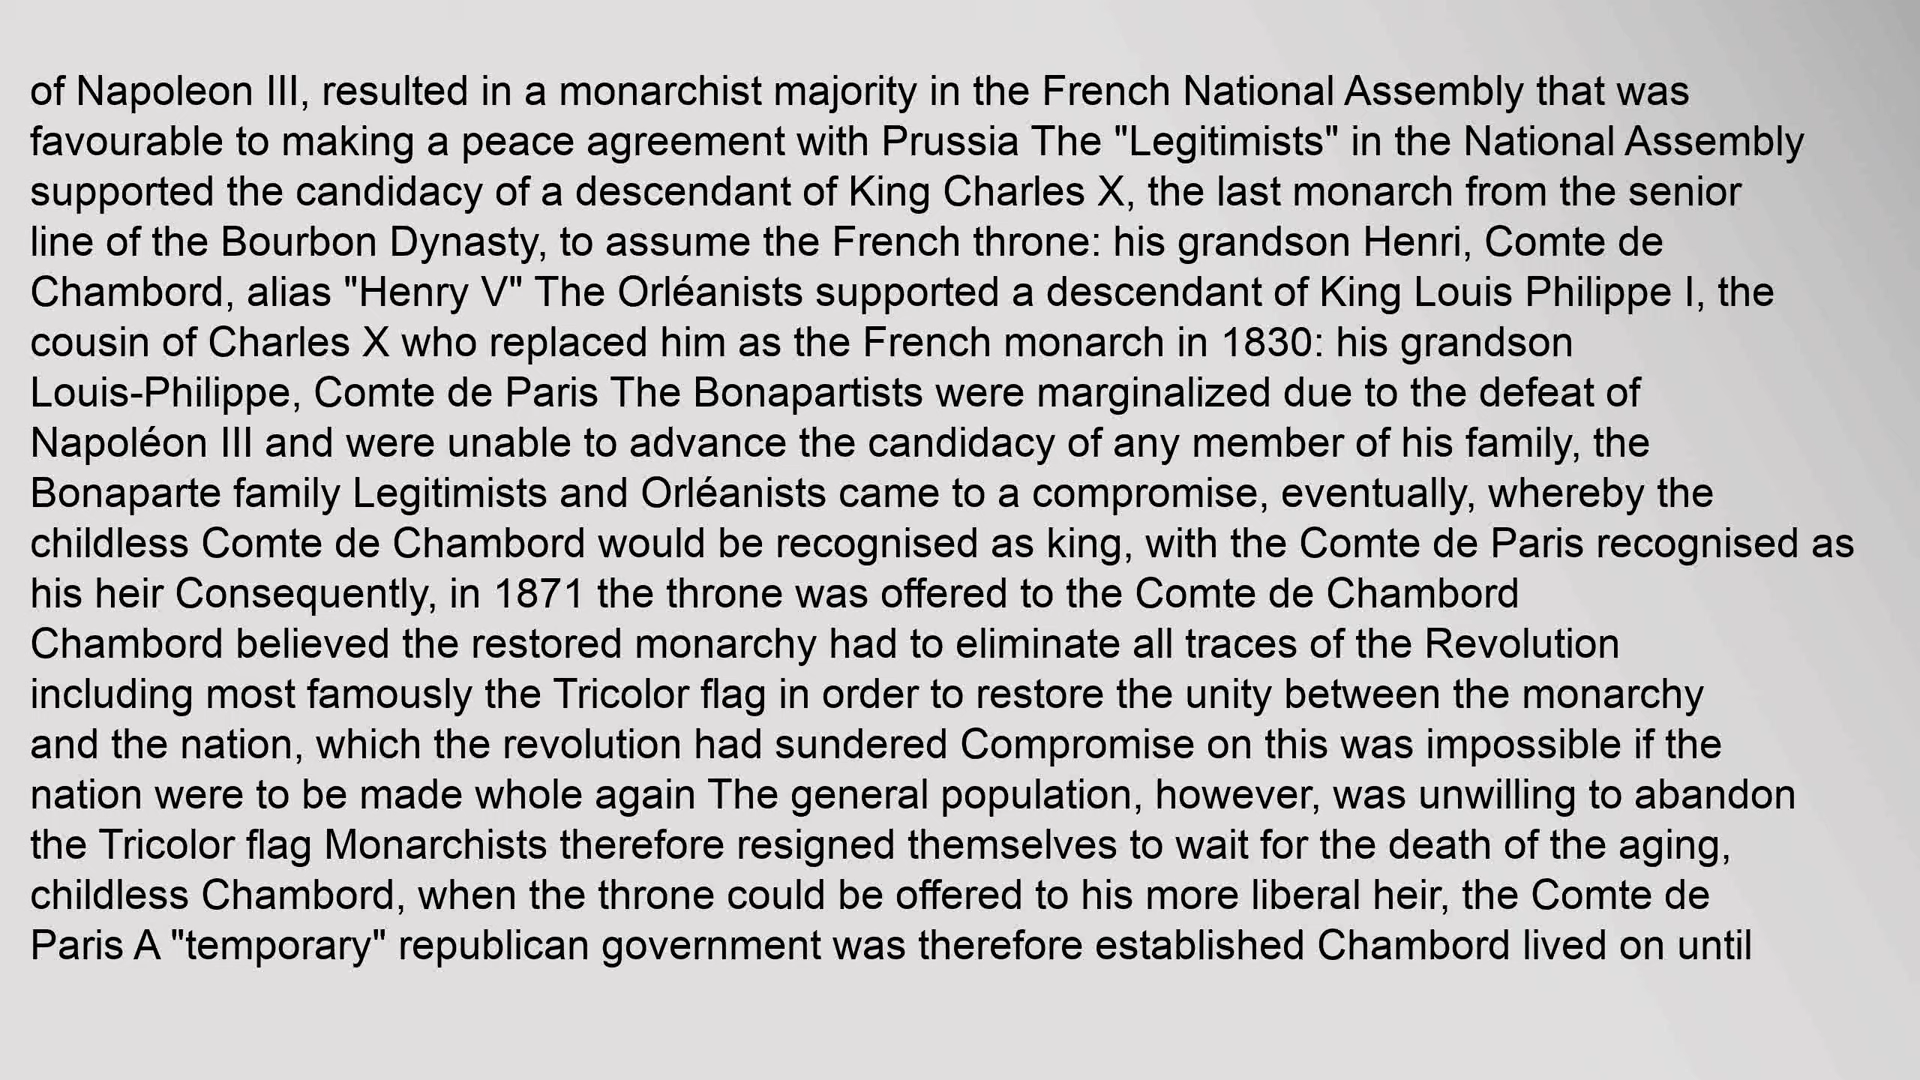 of Napoleon III, resulted in a monarchist majority in the French National Assembly that was
favourable to making a peace agreement with Prussia The "Legitimists" in the National Assembly
supported the candidacy of a descendant of King Charles X, the last monarch from the senior
line of the Bourbon Dynasty, to assume the French throne: his grandson Henri, Comte de
Chambord, alias "Henry V" The Orléanists supported a descendant of King Louis Philippe I, the
cousin of Charles X who replaced him as the French monarch in 1830: his grandson
Louis-Philippe, Comte de Paris The Bonapartists were marginalized due to the defeat of
Napoléon III and were unable to advance the candidacy of any member of his family, the
Bonaparte family Legitimists and Orléanists came to a compromise, eventually, whereby the
childless Comte de Chambord would be recognised as king, with the Comte de Paris recognised as
his heir Consequently, in 1871 the throne was offered to the Comte de Chambord
Chambord believed the restored monarchy had to eliminate all traces of the Revolution
including most famously the Tricolor flag in order to restore the unity between the monarchy
and the nation, which the revolution had sundered Compromise on this was impossible if the
nation were to be made whole again The general population, however, was unwilling to abandon
the Tricolor flag Monarchists therefore resigned themselves to wait for the death of the aging,
childless Chambord, when the throne could be offered to his more liberal heir, the Comte de
Paris A "temporary" republican government was therefore established Chambord lived on until